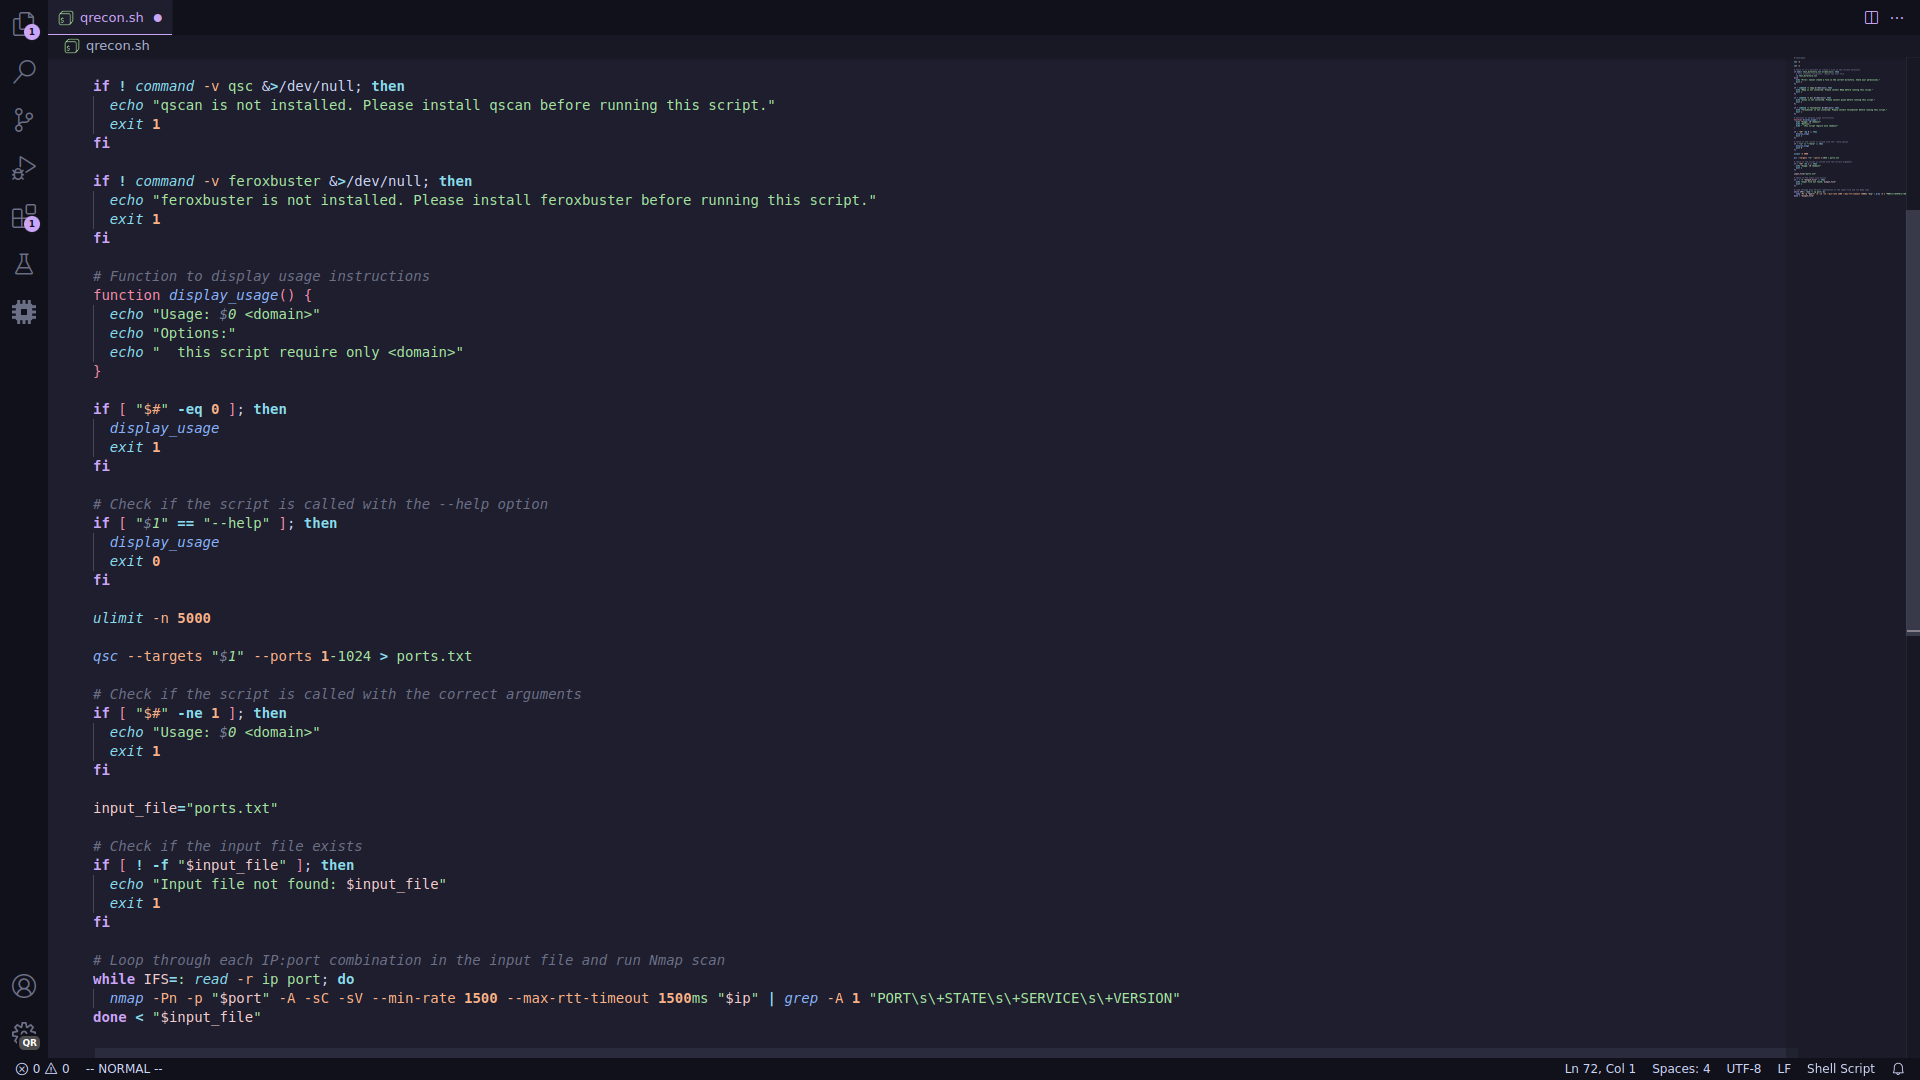 qrecon.sh
qrecon.sh
1
1
if ! command -v qsc &>/dev/null; then
  echo "qscan is not installed. Please install qscan before running this script."
  exit 1
fi
if ! command -v feroxbuster &>/dev/null; then
  echo "feroxbuster is not installed. Please install feroxbuster before running this script."
  exit 1
fi
# Function to display usage instructions
function display_usage() {
  echo "Usage: $0 <domain>"
  echo "Options:"
  echo "  this script require only <domain>"
}
if [ "$#" -eq 0 ]; then
  display_usage
  exit 1
fi
# Check if the script is called with the --help option
if [ "$1" == "--help" ]; then
  display_usage
  exit 0
fi
ulimit -n 5000
qsc --targets "$1" --ports 1-1024 > ports.txt
# Check if the script is called with the correct arguments
if [ "$#" -ne 1 ]; then
  echo "Usage: $0 <domain>"
  exit 1
fi
input_file="ports.txt"
# Check if the input file exists
if [ ! -f "$input_file" ]; then
  echo "Input file not found: $input_file"
  exit 1
fi
# Loop through each IP:port combination in the input file and run Nmap scan
while IFS=: read -r ip port; do
  nmap -Pn -p "$port" -A -sC -sV --min-rate 1500 --max-rtt-timeout 1500ms "$ip" | grep -A 1 "PORT\s\+STATE\s\+SERVICE\s\+VERSION"
done < "$input_file"
QR
0 0 -- NORMAL -- Ln 72, Col 1 Spaces: 4 UTF-8 LF Shell Script